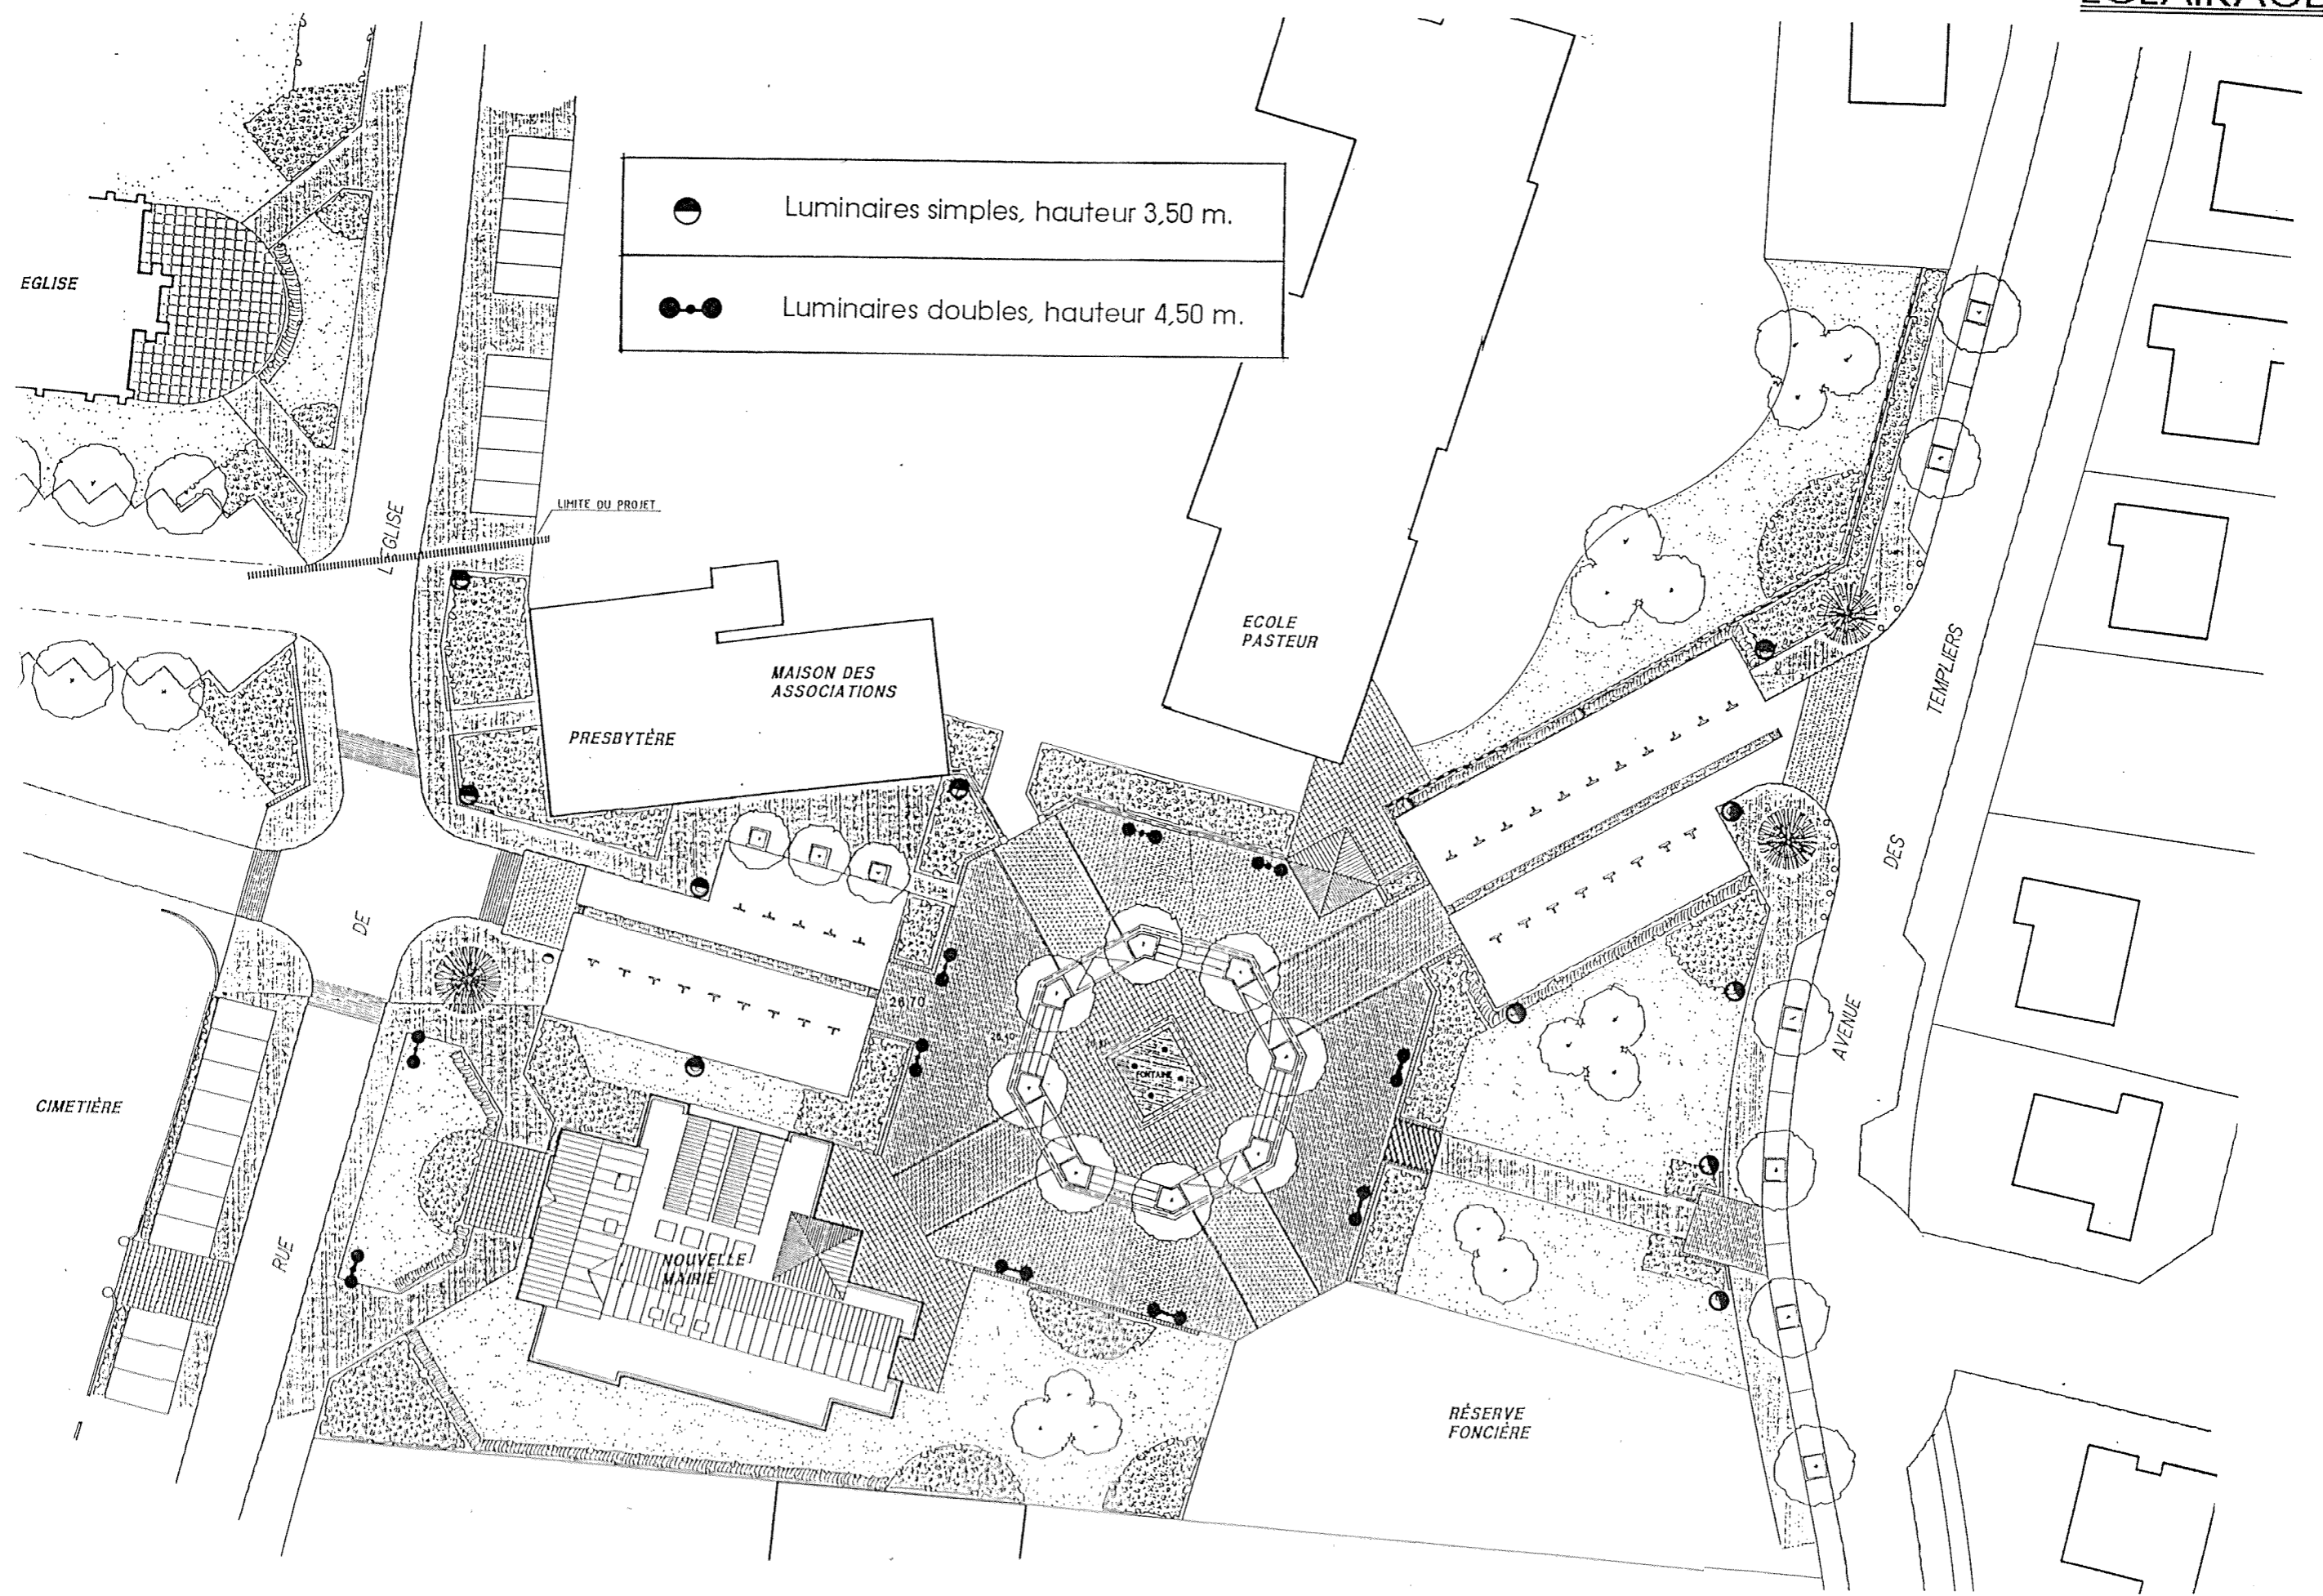 Luminaires simples, hauteur 3,50 m.
Luminaires doubles, hauteur 4,50 m.
EGLISE
LIMITE DU PROJET
L'EGLISE
ECOLE
PASTEUR
MAISON DES
ASSOCIATIONS
PRESBYTÈRE
TEMPLIERS
DES
AVENUE
DE
RUE
26,70
FONTAINE
CIMETIÈRE
NOUVELLE
MAIRIE
RÉSERVE
FONCIÈRE